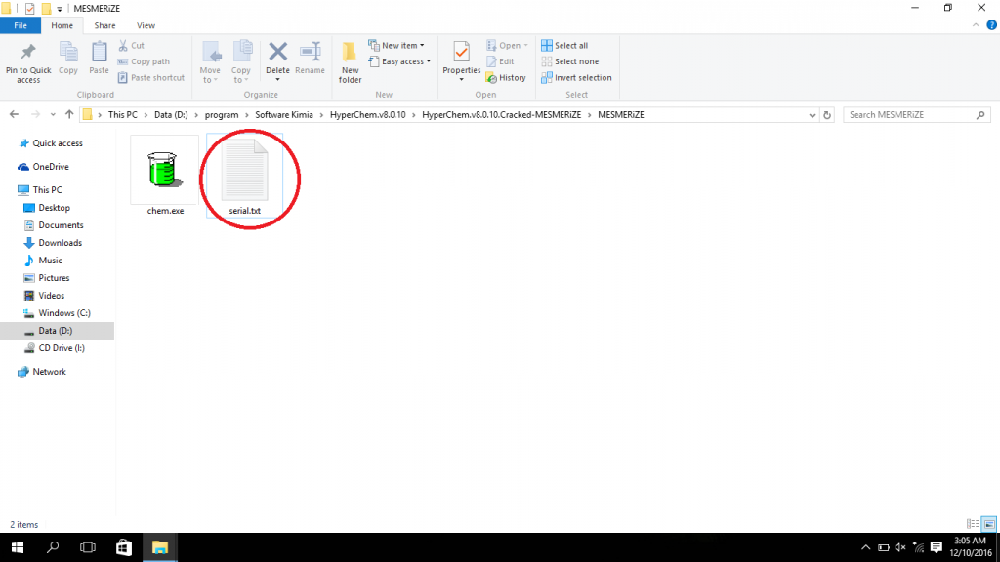 MESMERiZE
File Home Share View
Pin to Quick access
Copy
Paste
Cut
Copy path
Paste shortcut
Clipboard
Move to
Copy to
Delete
Rename
Organize
New folder
New item
Easy access
New
Properties
Open
Edit
History
Open
Select all
Select none
Invert selection
Select
This PC > Data (D:) > program > Software Kimia > HyperChem.v8.0.10 > HyperChem.v8.0.10.Cracked-MESMERiZE > MESMERiZE
Search MESMERiZE
Quick access
OneDrive
This PC
Desktop
Documents
Downloads
Music
Pictures
Videos
Windows (C:)
Data (D:)
CD Drive (I:)
Network
chem.exe
serial.txt
2 items
3:05 AM
12/10/2016